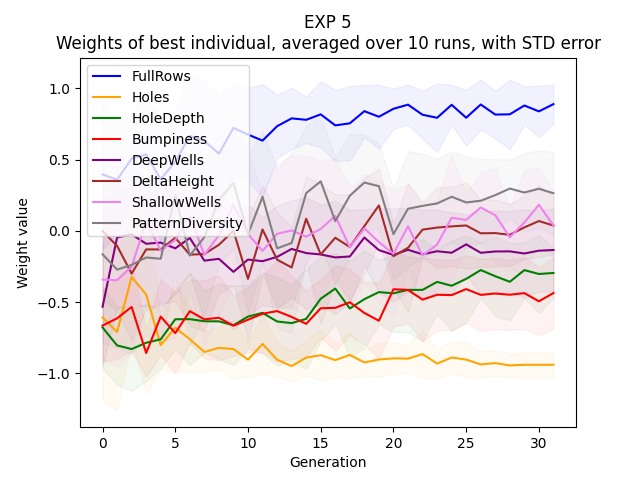 EXP 5
Weights of best individual, averaged over 10 runs, with STD error
FullRows
Holes
HoleDepth
Bumpiness
DeepWells
DeltaHeight
ShallowWells
PatternDiversity
1.0
0.5
0.0
−0.5
−1.0
Weight value
0
5
10
15
20
25
30
Generation